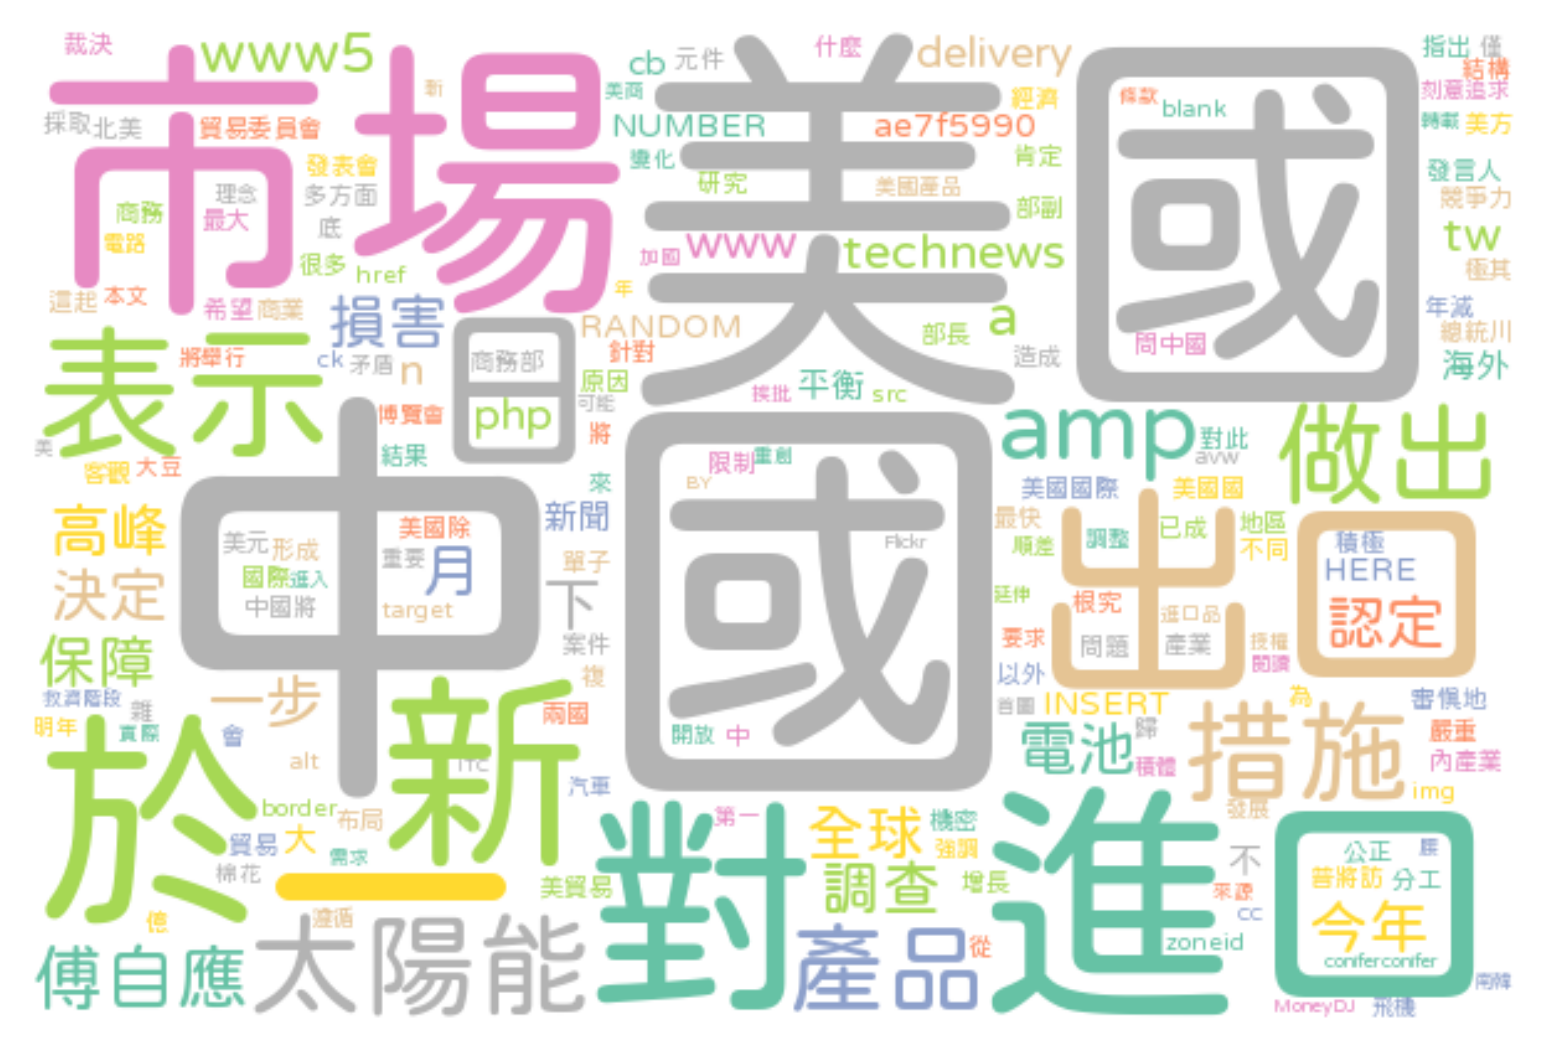 裁決
www5
cb
元件
什麼
delivery
指出
僅
結構
市場
美國
美商
經濟
條款
blank
刻意追求
採取
北美
貿易委員會
NUMBER
ae7f5990
轉載
美方
發表會
變化
肯定
發言人
理念
多方面
研究
美國產品
競爭力
商務
最大
底
部副
電器
加國
www
technews
tw
很多
href
極其
本文
希望
商業
損害
年
RANDOM
部長
a
年減
總統川
問中國
表示
將舉行
ck
矛盾
n
日
商務部
針對
造成
海外
原因
挨批
平衡
src
php
可能
博覽會
將
amp
對此
avw
做出
美
客觀
大豆
結果
限制
重創
BY
來
美國國際
美國國
中國
高峰
美元
形成
美國除
新聞
Flickr
最快
順差
調整
已成
地區
不同
積極
HERE
國際
進入
重要
月
單子
出口
決定
中國將
target
下
延伸
根究
進口品
認定
保障
案件
要求
問題
產業
授權
閱讀
救濟階段
一步
複
以外
明年
雜
兩國
首圖
INSERT
為
審慎地
實際
會
開放
中
電池
歸
措施
嚴重
於
新
alt
積體
內產業
汽車
img
border
布局
第一
全球
機密
發展
貿易
大
需求
強調
對
進口
棉花
一
美貿易
調查
增長
不
公正
來源
普將訪
分工
億
遵循
cc
今年
傅自應
太陽能
產品
從
zoneid
coniferconifer
南韓
MoneyDJ
飛機